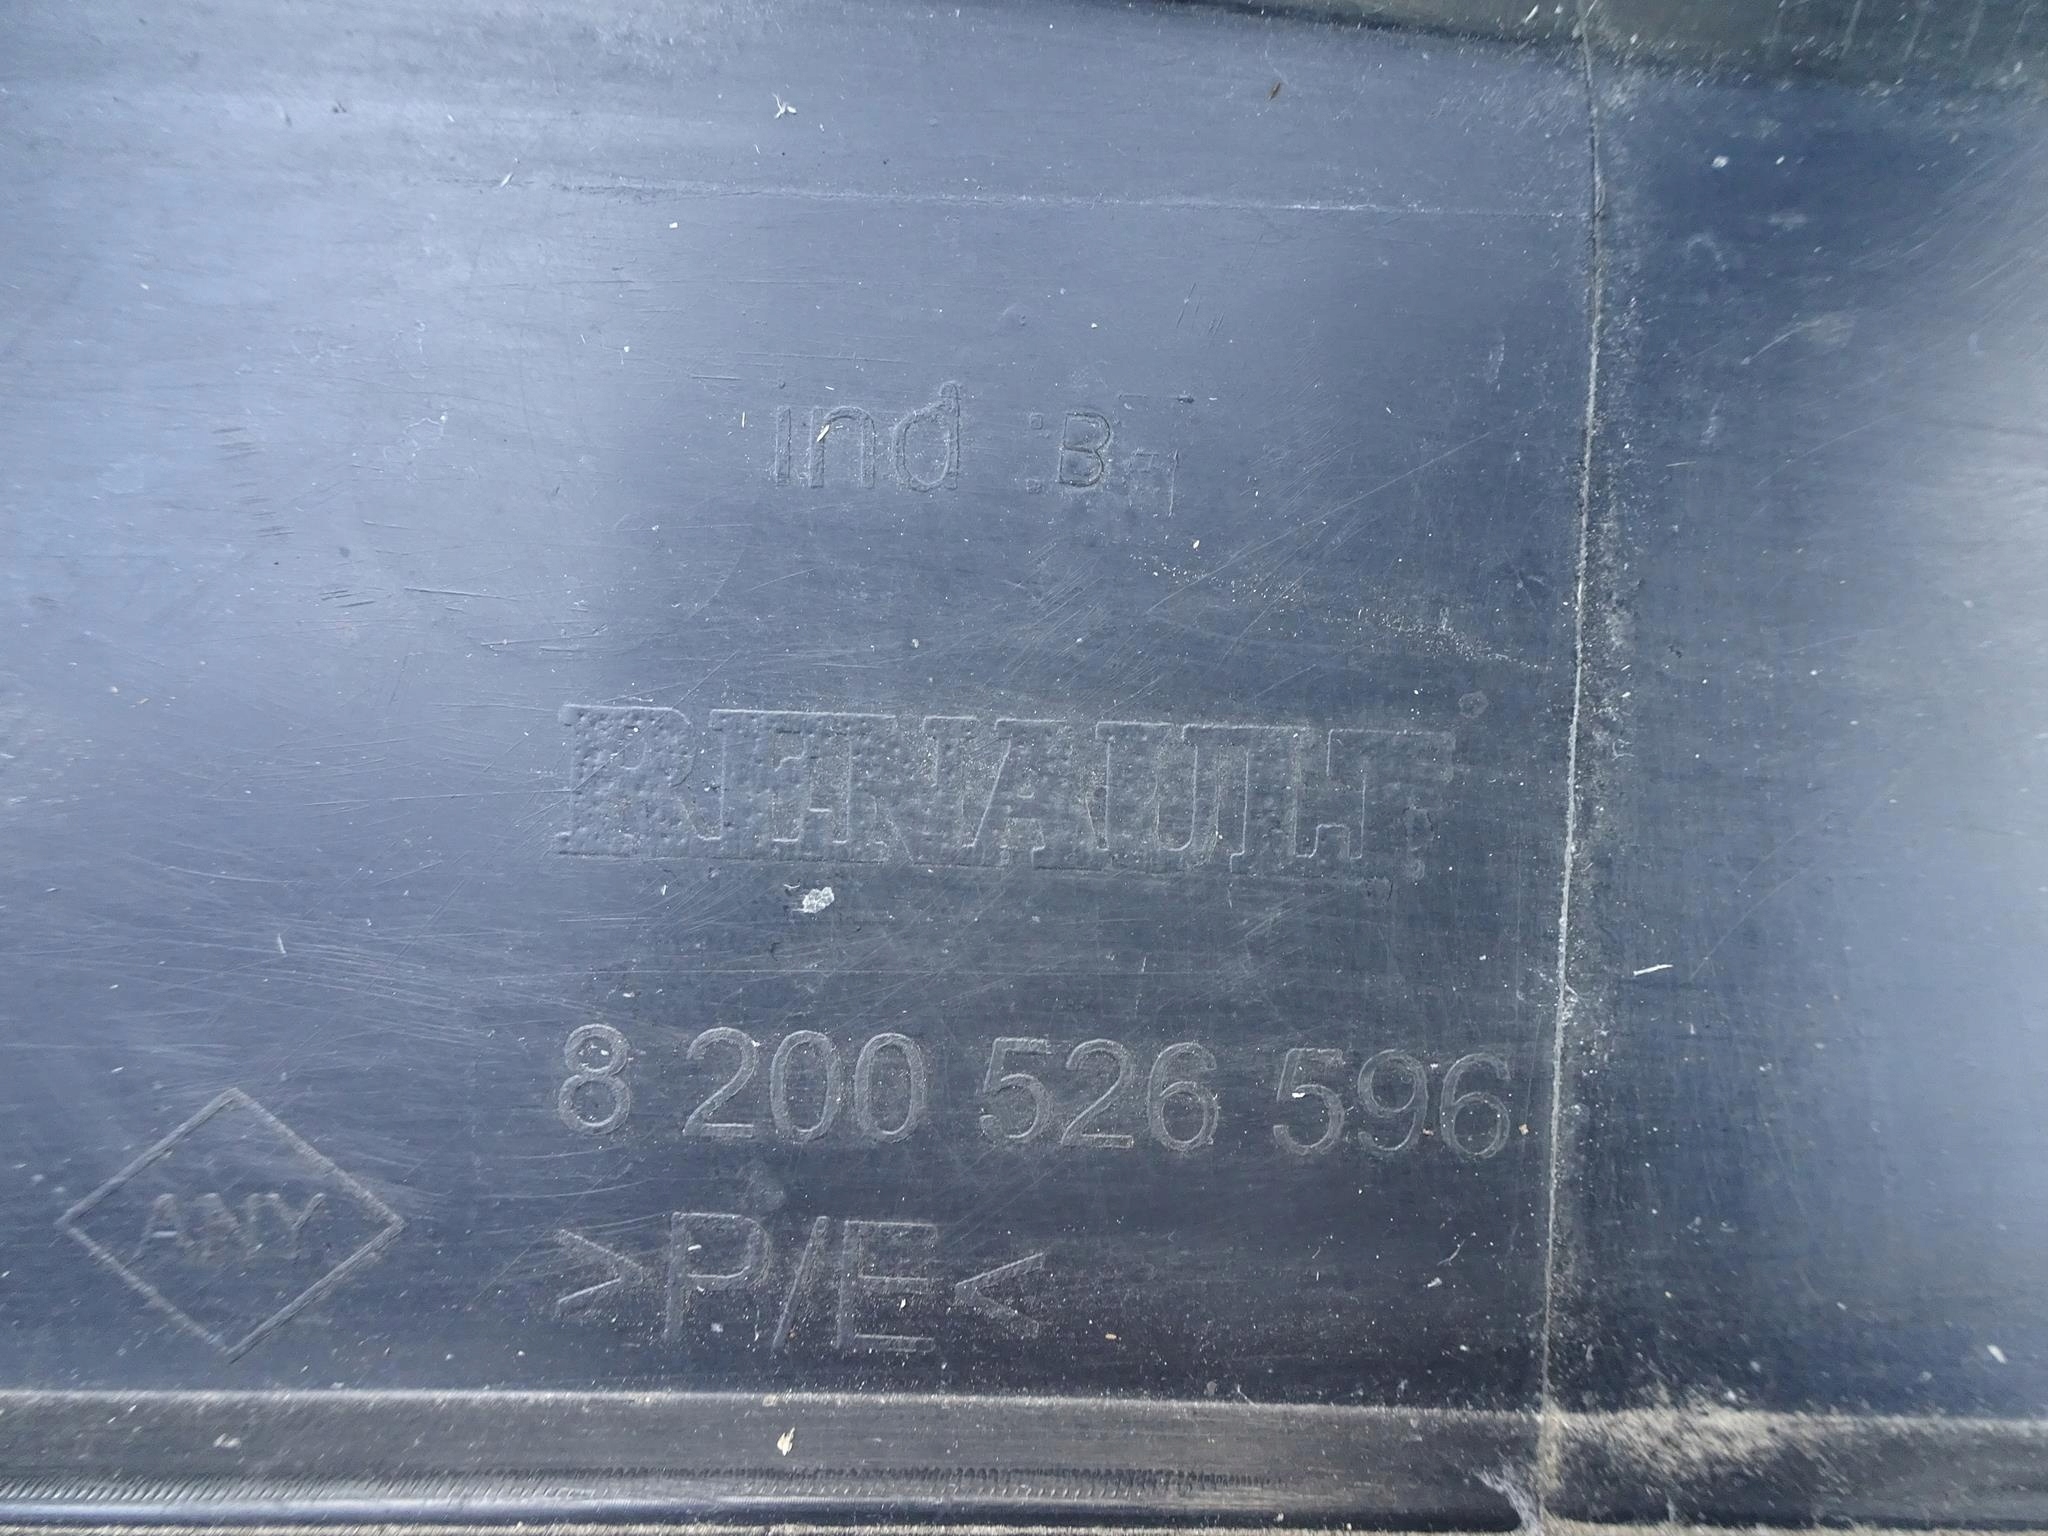 ind :B
RENAULT
8 200 526 596
ANY
>P/E<